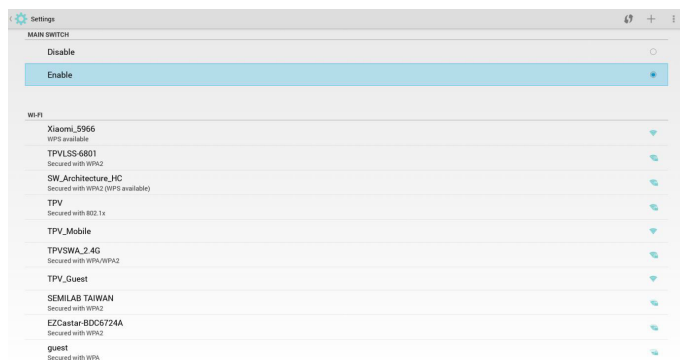 Settings
MAIN SWITCH
Disable
Enable
WI-FI
Xiaomi_5966
WPS available
TPVLSS-6801
Secured with WPA2
SW_Architecture_HC
Secured with WPA2 (WPS available)
TPV
Secured with 802.1x
TPV_Mobile
TPVSWA_2.4G
Secured with WPA/WPA2
TPV_Guest
SEMILAB TAIWAN
Secured with WPA2
EZCastar-BDC6724A
Secured with WPA2
guest
Secured with WPA